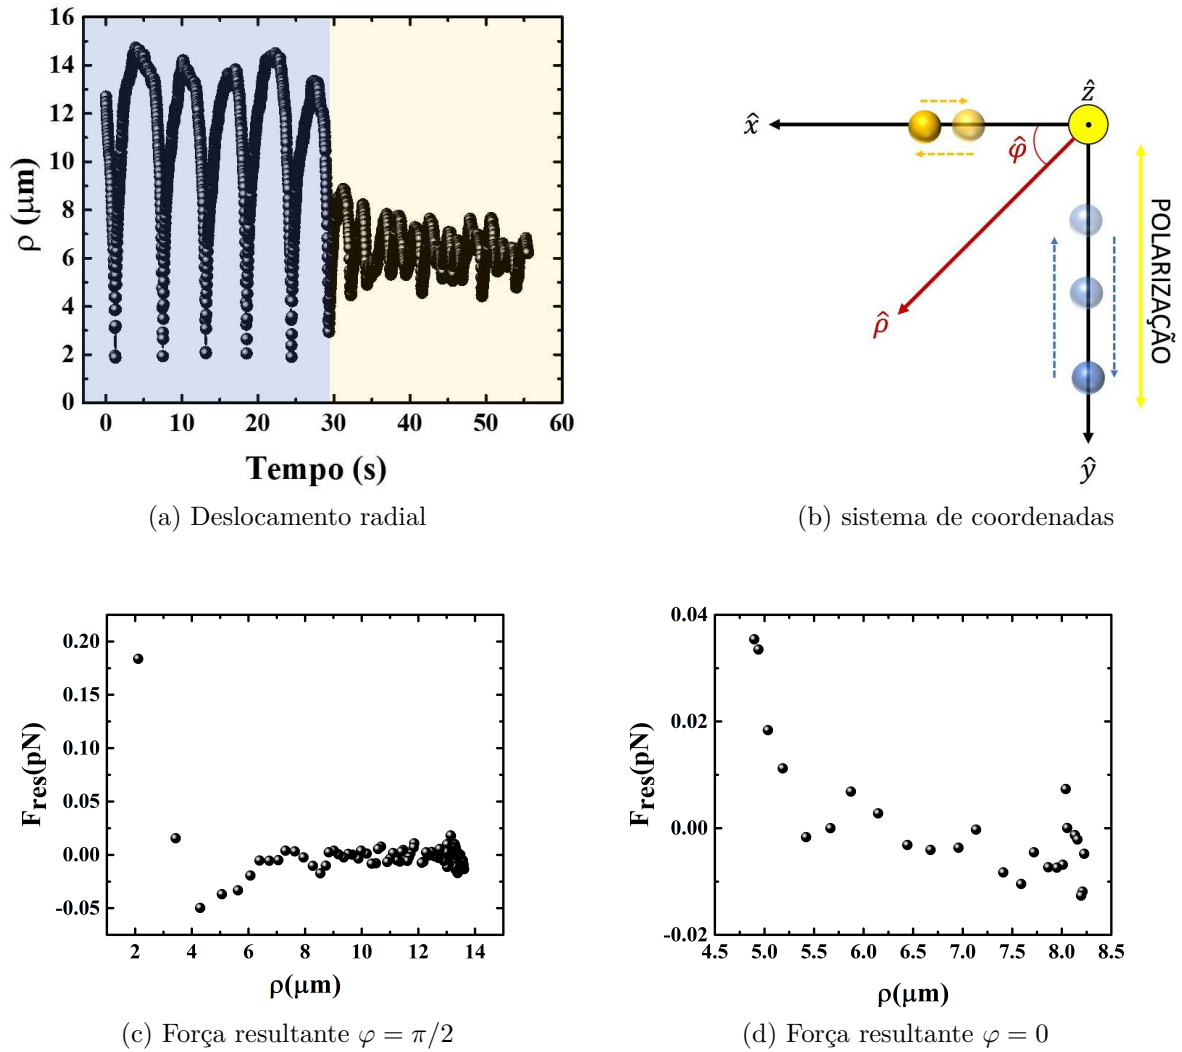 16
14
12
10
8
6
4
2
0
ρ (μm)
0 10 20 30 40 50 60
Tempo (s)
(a) Deslocamento radial
x̂
ẑ
φ̂
ρ̂
ŷ
POLARIZAÇÃO
(b) sistema de coordenadas
0.20
0.15
0.10
0.05
0.00
-0.05
Fres(pN)
2 4 6 8 10 12 14
ρ(μm)
(c) Força resultante φ = π/2
0.04
0.02
0.00
-0.02
Fres(pN)
4.5 5.0 5.5 6.0 6.5 7.0 7.5 8.0 8.5
ρ(μm)
(d) Força resultante φ = 0